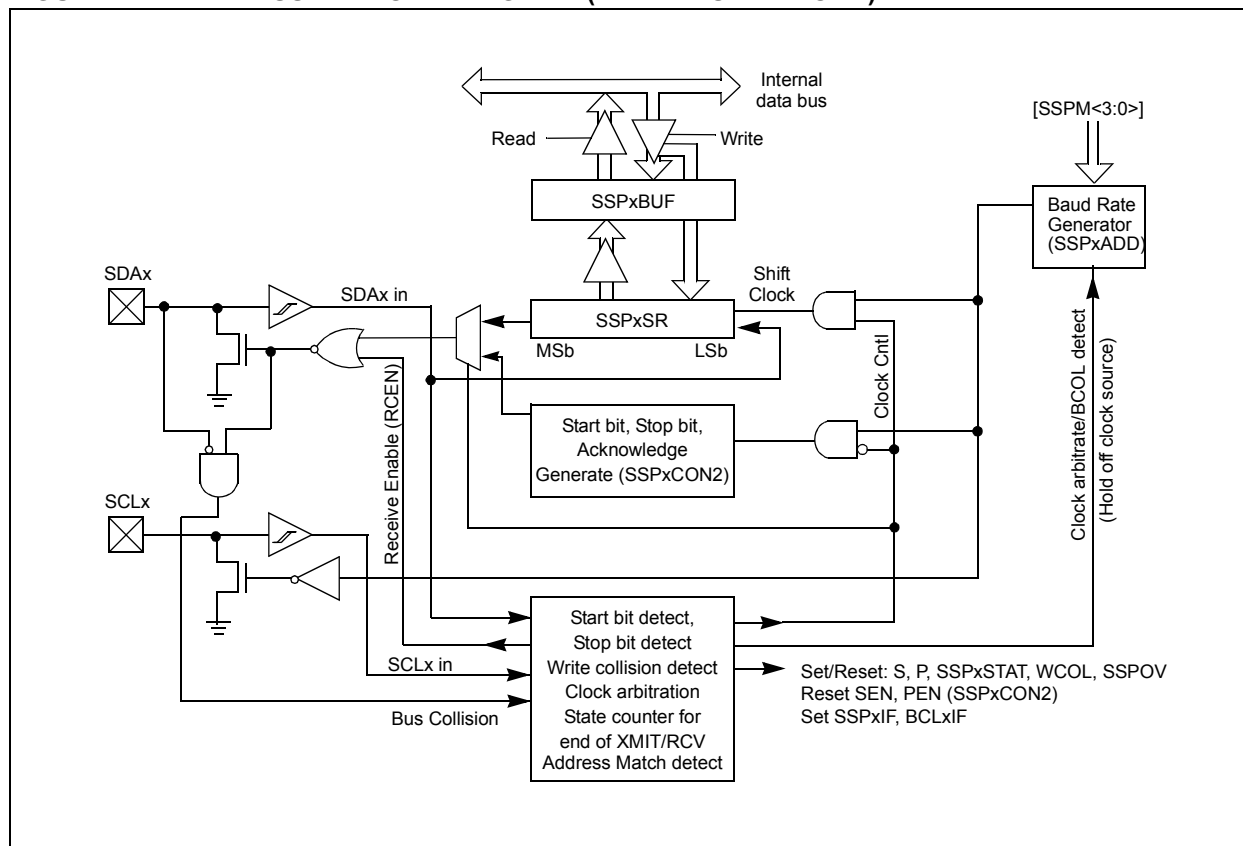 Internal
data bus
[SSPM<3:0>]
Read
Write
SSPxBUF
Baud Rate
Generator
(SSPxADD)
SDAx
SDAx in
Shift
Clock
SSPxSR
MSb
LSb
Clock Cntl
Clock arbitrate/BCOL detect
(Hold off clock source)
Receive Enable (RCEN)
Start bit, Stop bit,
Acknowledge
Generate (SSPxCON2)
SCLx
SCLx in
Bus Collision
Start bit detect,
Stop bit detect
Write collision detect
Clock arbitration
State counter for
end of XMIT/RCV
Address Match detect
Set/Reset: S, P, SSPxSTAT, WCOL, SSPOV
Reset SEN, PEN (SSPxCON2)
Set SSPxIF, BCLxIF